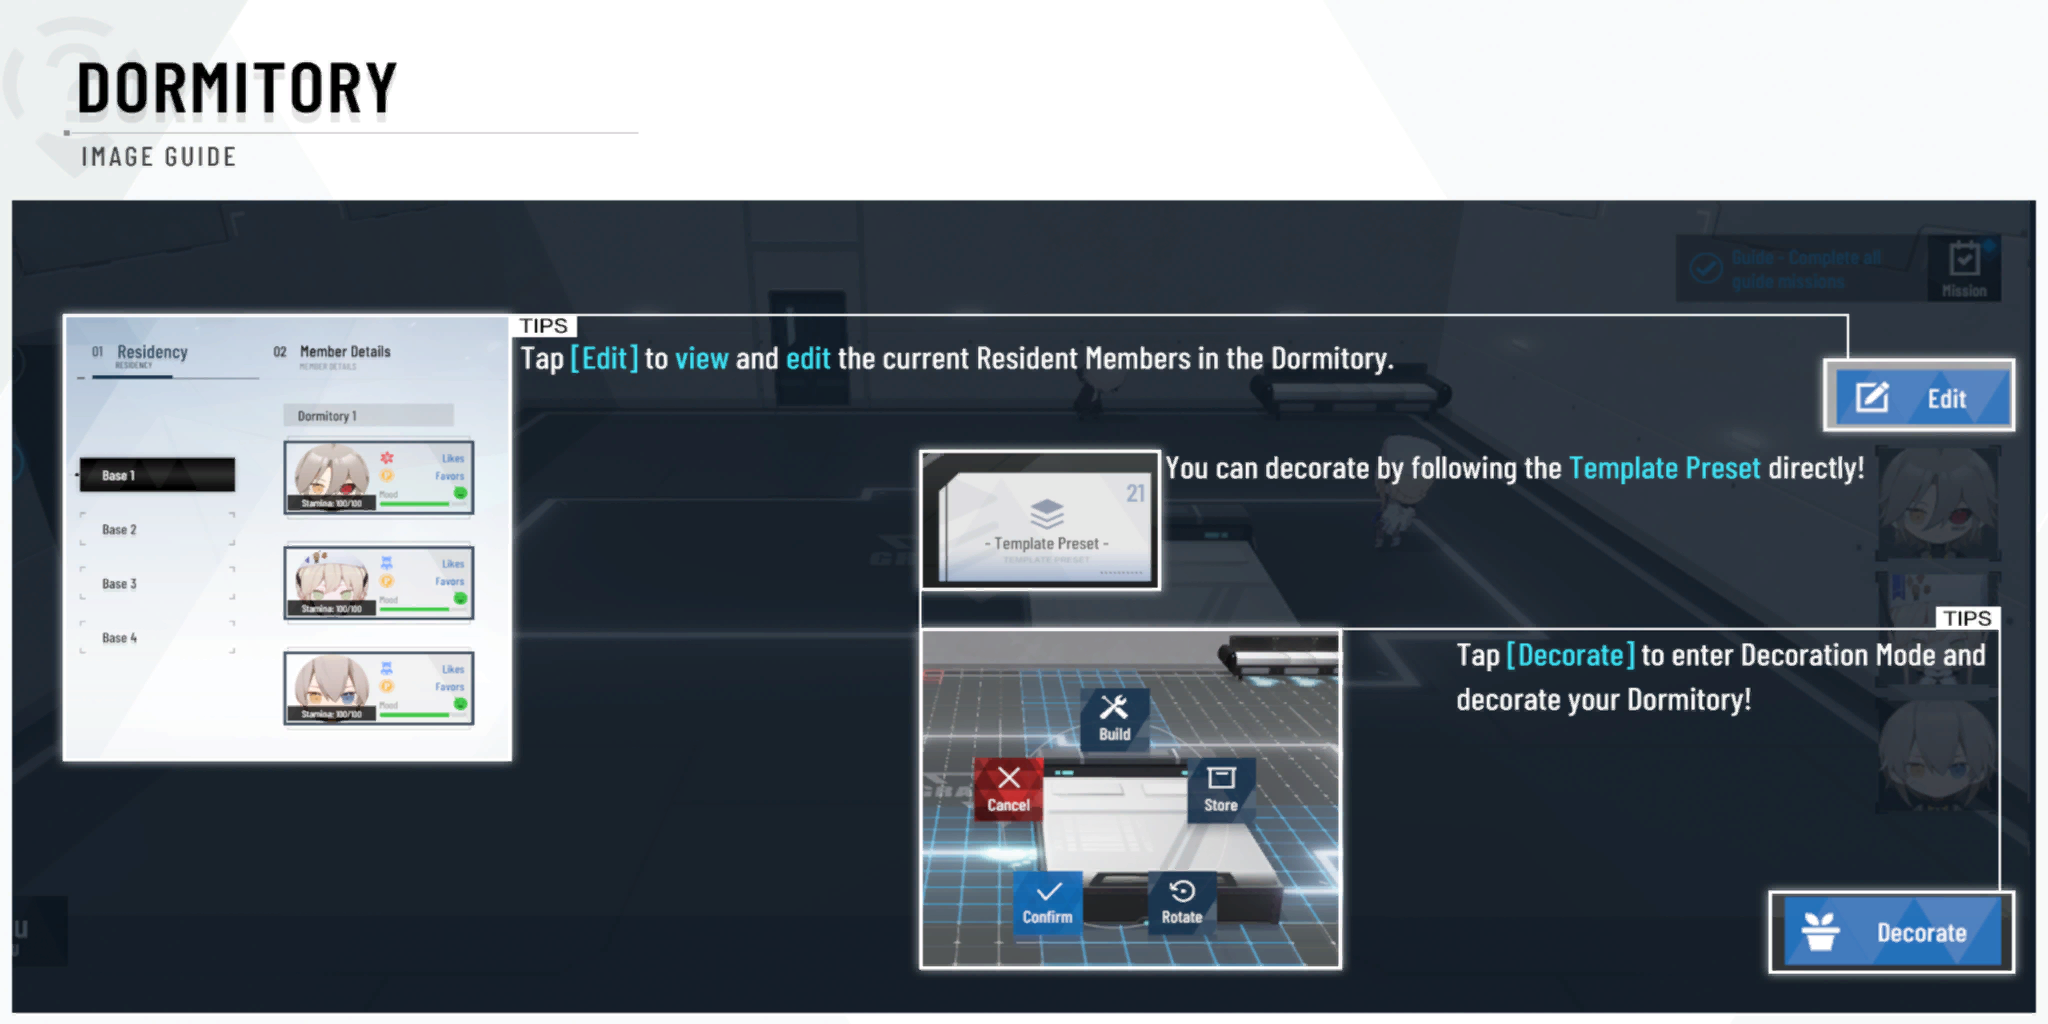 DORMITORY
IMAGE GUIDE
Guide - Complete all
guide missions
Mission
TIPS
Tap [Edit] to view and edit the current Resident Members in the Dormitory.
Edit
01 Residency
RESIDENCY
02 Member Details
MEMBER DETAILS
Dormitory 1
Base 1
Base 2
Base 3
Base 4
Likes
Favors
Mood
Stamina: 100/100
Likes
Favors
Mood
Stamina: 100/100
Likes
Favors
Mood
Stamina: 100/100
21
- Template Preset -
TEMPLATE PRESET
You can decorate by following the Template Preset directly!
TIPS
Tap [Decorate] to enter Decoration Mode and
decorate your Dormitory!
Build
Cancel
Store
Confirm
Rotate
Decorate